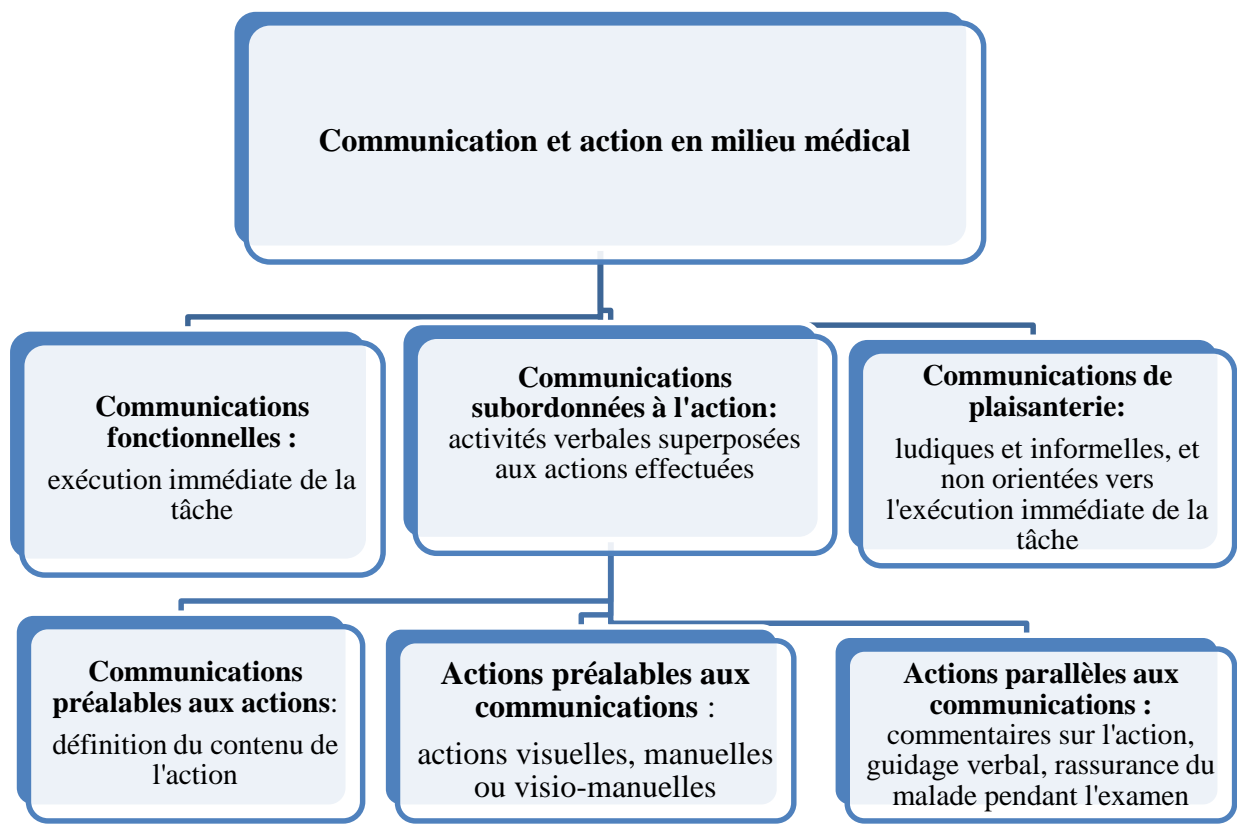 Communication et action en milieu médical
Communications
fonctionnelles :
exécution immédiate de la
tâche
Communications
subordonnées à l'action:
activités verbales superposées
aux actions effectuées
Communications de
plaisanterie:
ludiques et informelles, et
non orientées vers
l'exécution immédiate de la
tâche
Communications
préalables aux actions:
définition du contenu de
l'action
Actions préalables aux
communications :
actions visuelles, manuelles
ou visio-manuelles
Actions parallèles aux
communications :
commentaires sur l'action,
guidage verbal, rassurance du
malade pendant l'examen